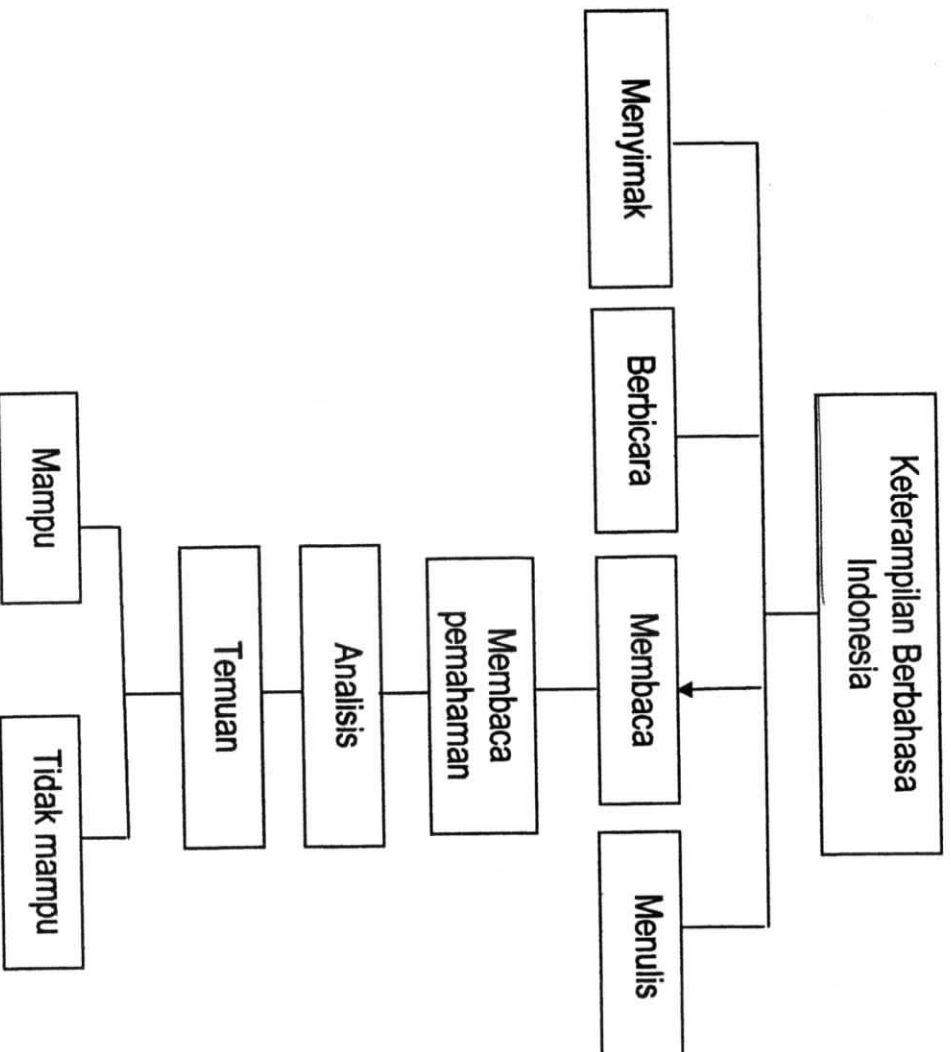 Keterampilan Berbahasa
Indonesia
Menyimak
Berbicara
Membaca
Menulis
Membaca
pemahaman
Analisis
Temuan
Mampu
Tidak mampu